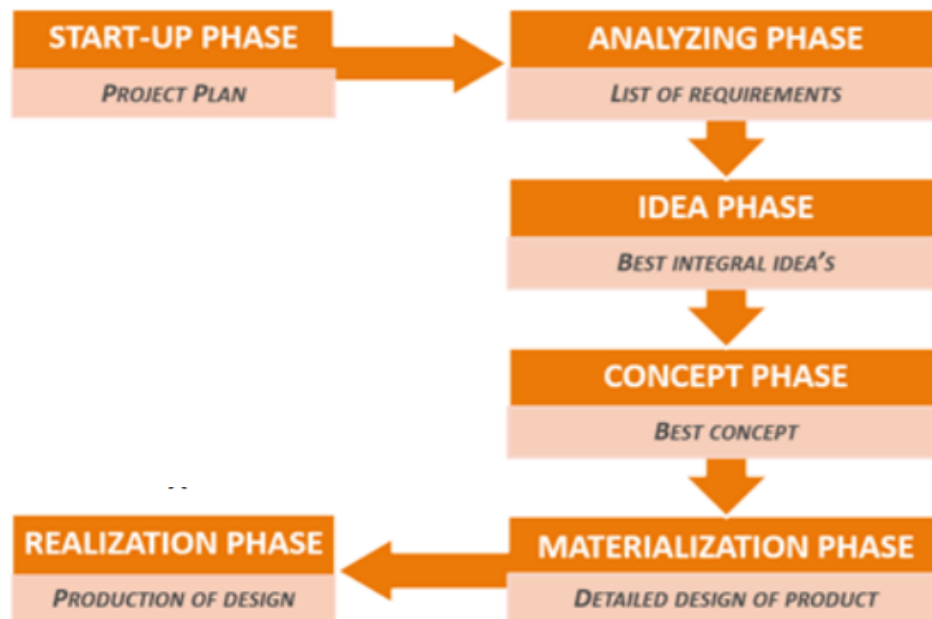 START-UP PHASE
PROJECT PLAN
ANALYZING PHASE
LIST OF REQUIREMENTS
IDEA PHASE
BEST INTEGRAL IDEA'S
CONCEPT PHASE
BEST CONCEPT
MATERIALIZATION PHASE
DETAILED DESIGN OF PRODUCT
REALIZATION PHASE
PRODUCTION OF DESIGN